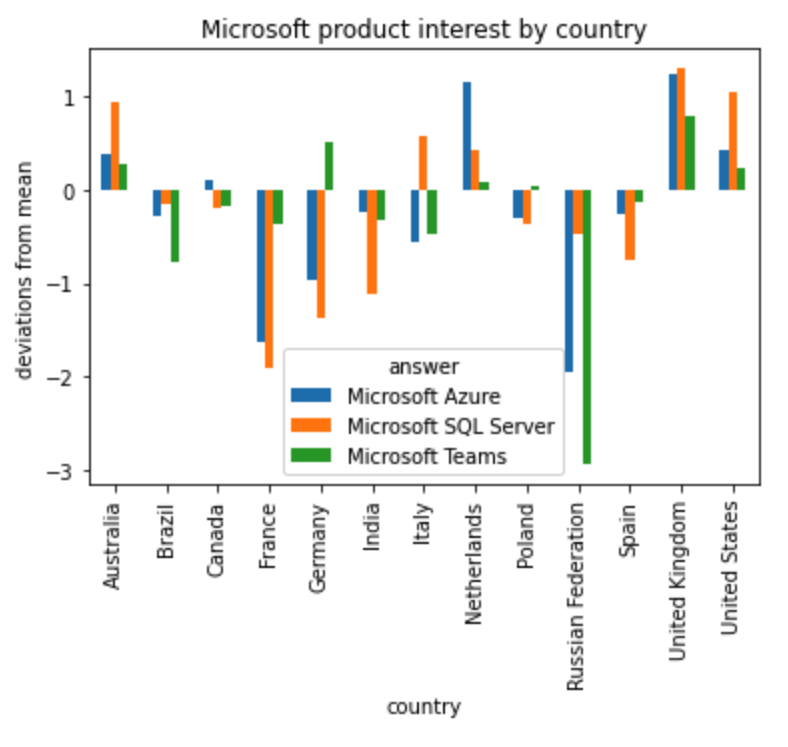 Microsoft product interest by country
deviations from mean
1
0
−1
−2
−3
answer
Microsoft Azure
Microsoft SQL Server
Microsoft Teams
Australia
Brazil
Canada
France
Germany
India
Italy
Netherlands
Poland
Russian Federation
Spain
United Kingdom
United States
country